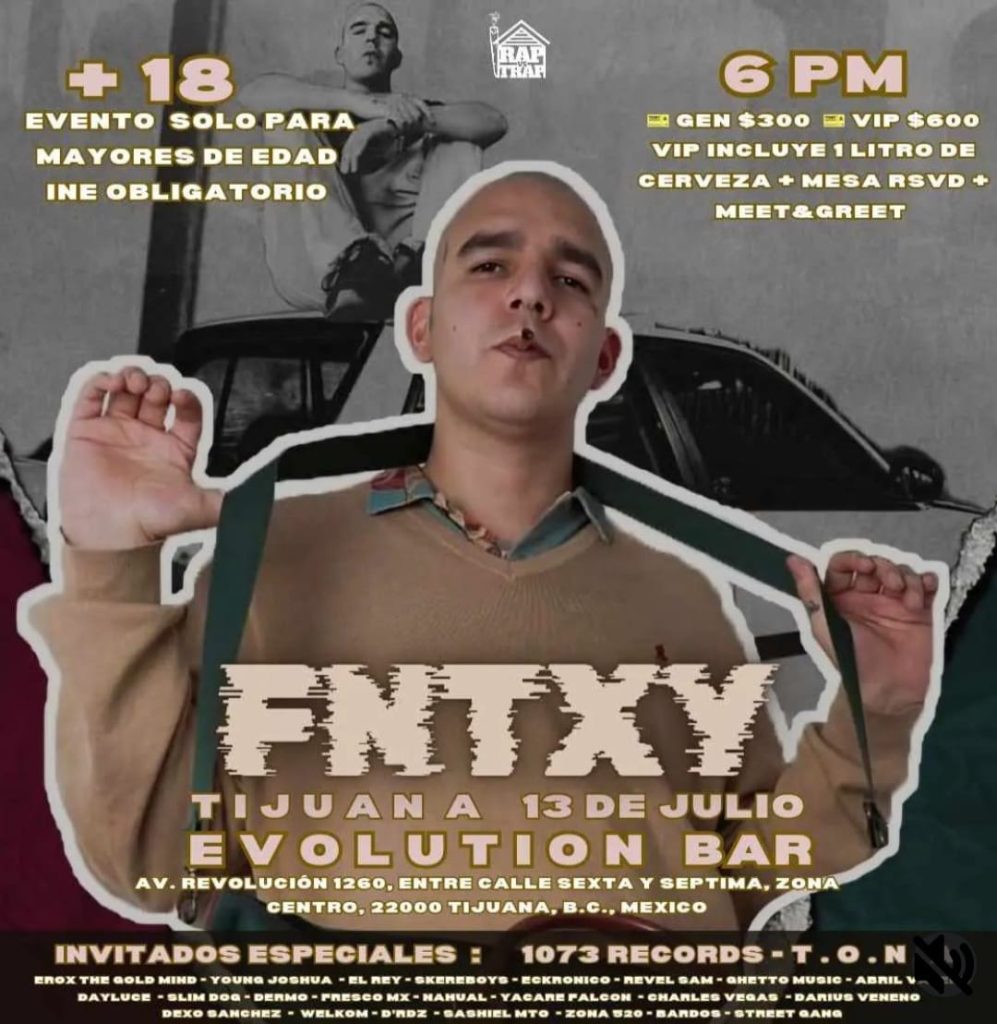 RAP
TRAP
+ 18
EVENTO SOLO PARA
MAYORES DE EDAD
INE OBLIGATORIO
6 PM
GEN $300 VIP $600
VIP INCLUYE 1 LITRO DE
CERVEZA + MESA RSVD +
MEET&GREET
FNTXY
TIJUANA 13 DE JULIO
EVOLUTION BAR
AV. REVOLUCIÓN 1260, ENTRE CALLE SEXTA Y SEPTIMA, ZONA
CENTRO, 22000 TIJUANA, B.C., MEXICO
INVITADOS ESPECIALES : 1073 RECORDS - T . O . N
EROX THE GOLD MIND - YOUNG JOSHUA - EL REY - SKEREBOYS - ECKRONICO - REVEL SAM - GHETTO MUSIC - ABRIL
DAYLUCE - SLIM DOG - DERMO - FRESCO MX - NAHUAL - YACARE FALCON - CHARLES VEGAS - DARIUS VENENO
DEXO SANCHEZ - WELKOM - D'RDZ - SASHIEL MTO - ZONA 520 - BARDOS - STREET GANG